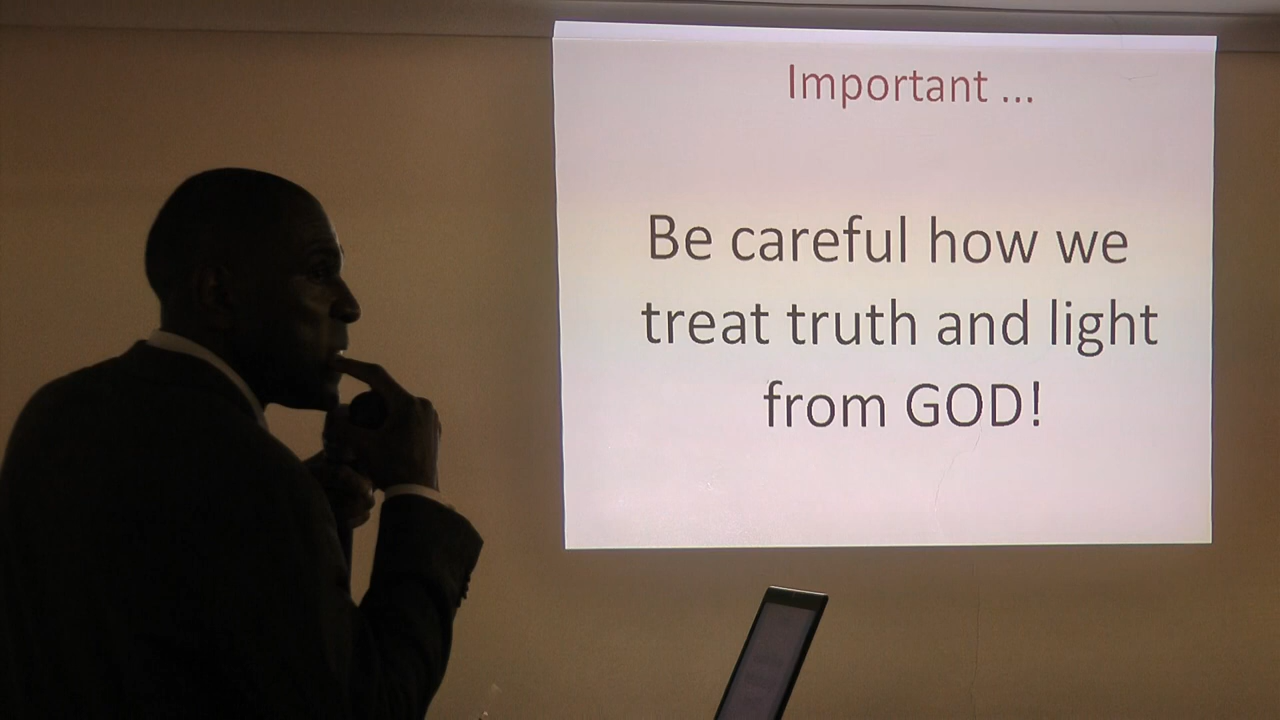 Important ...
Be careful how we
treat truth and light
from GOD!